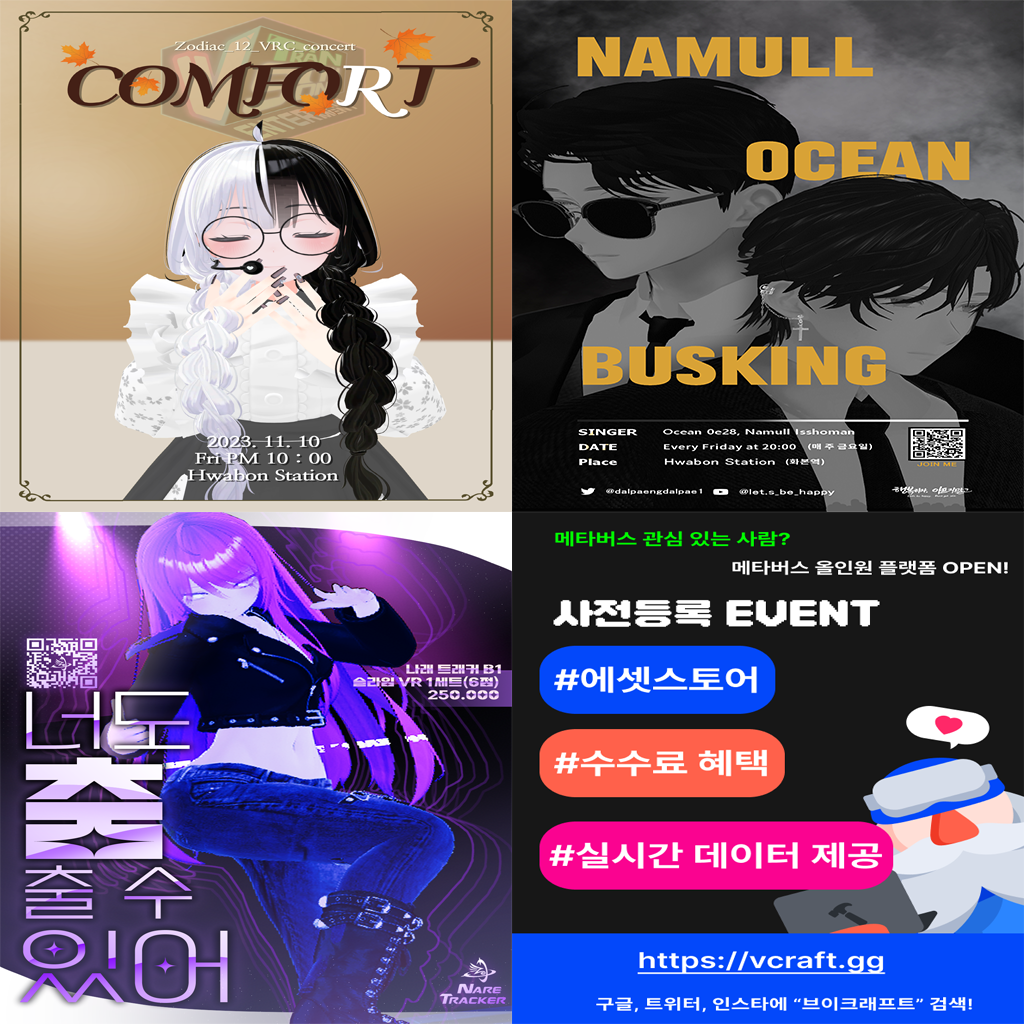 Zodiac_12_VRC_concert
COMFORT
2023. 11. 10
Fri PM 10 : 00
Hwabon Station
NAMULL
OCEAN
BUSKING
SINGER Ocean 0e28, Namull Isshoman
DATE Every Friday at 20:00 (매 주 금요일)
Place Hwabon Station (화본역)
JOIN ME
@dalpaengdalpae1 @let.s_be_happy
나래 트래커 B1
슬라임 VR 1세트(6점)
250.000
너도
춤
출 수
있어
NARE
TRACKER
메타버스 관심 있는 사람?
메타버스 올인원 플랫폼 OPEN!
사전등록 EVENT
#에셋스토어
#수수료 혜택
#실시간 데이터 제공
https://vcraft.gg
구글, 트위터, 인스타에 “브이크래프트” 검색!